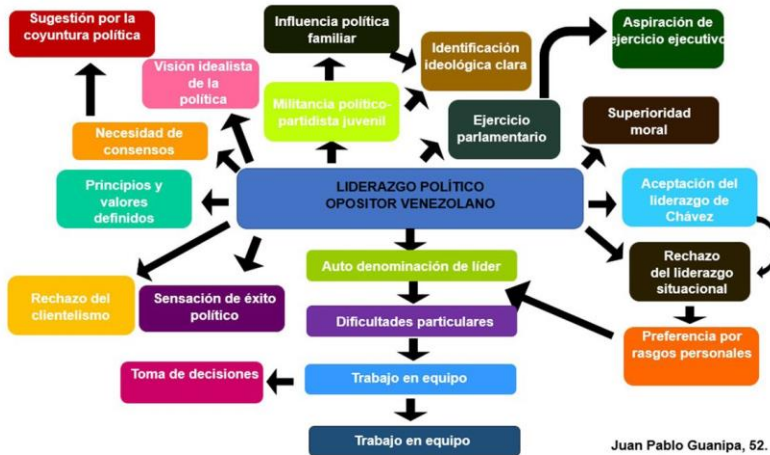 Sugestión por la
coyuntura política
Influencia política
familiar
Aspiración de
ejercicio ejecutivo
Visión idealista
de la
política
Identificación
ideológica clara
Militancia político-
partidista juvenil
Ejercicio
parlamentario
Superioridad
moral
Necesidad de
consensos
Principios y
valores
definidos
LIDERAZGO POLÍTICO
OPOSITOR VENEZOLANO
Aceptación del
liderazgo de
Chávez
Auto denominación de líder
Rechazo
del liderazgo
situacional
Rechazo del
clientelismo
Sensación de éxito
político
Dificultades particulares
Preferencia por
rasgos personales
Toma de decisiones
Trabajo en equipo
Trabajo en equipo
Juan Pablo Guanipa, 52.